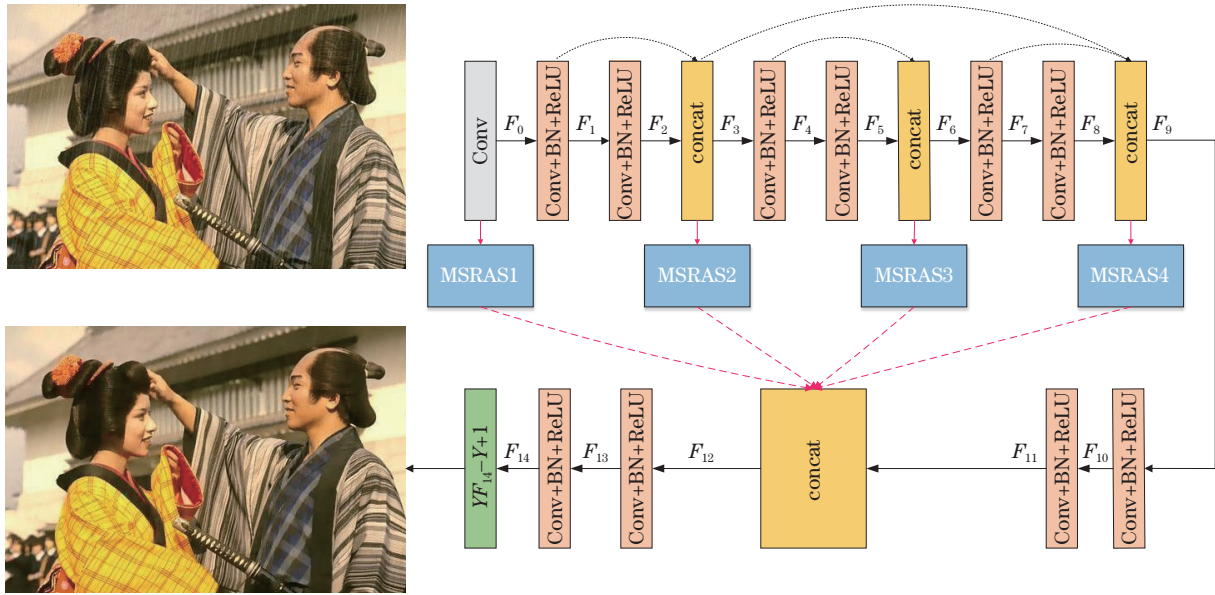 Conv
F0
Conv+BN+ReLU
F1
Conv+BN+ReLU
F2
concat
F3
Conv+BN+ReLU
F4
Conv+BN+ReLU
F5
concat
F6
Conv+BN+ReLU
F7
Conv+BN+ReLU
F8
concat
F9
MSRAS1
MSRAS2
MSRAS3
MSRAS4
YF14−Y+1
F14
Conv+BN+ReLU
F13
Conv+BN+ReLU
F12
concat
F11
Conv+BN+ReLU
F10
Conv+BN+ReLU